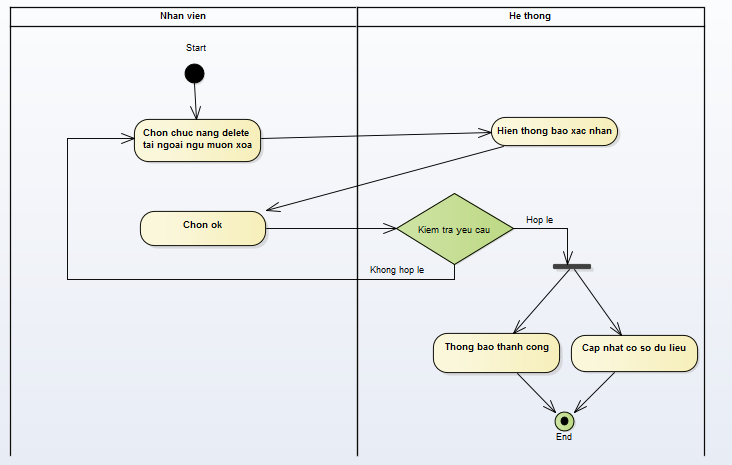 Nhan vien
He thong
Start
Chon chuc nang delete
tai ngoai ngu muon xoa
Hien thong bao xac nhan
Chon ok
Kiem tra yeu cau
Hop le
Khong hop le
Thong bao thanh cong
Cap nhat co so du lieu
End